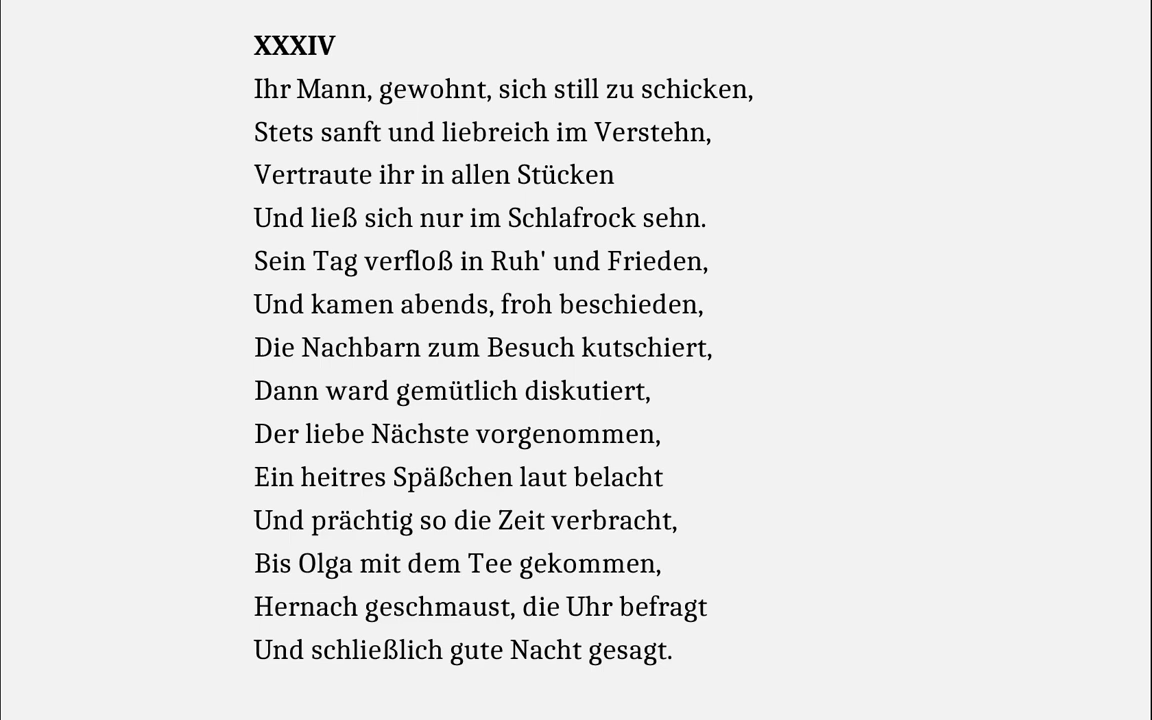 XXXIV
Ihr Mann, gewohnt, sich still zu schicken,
Stets sanft und liebreich im Verstehn,
Vertraute ihr in allen Stücken
Und ließ sich nur im Schlafrock sehn.
Sein Tag verfloß in Ruh' und Frieden,
Und kamen abends, froh beschieden,
Die Nachbarn zum Besuch kutschiert,
Dann ward gemütlich diskutiert,
Der liebe Nächste vorgenommen,
Ein heitres Späßchen laut belacht
Und prächtig so die Zeit verbracht,
Bis Olga mit dem Tee gekommen,
Hernach geschmaust, die Uhr befragt
Und schließlich gute Nacht gesagt.